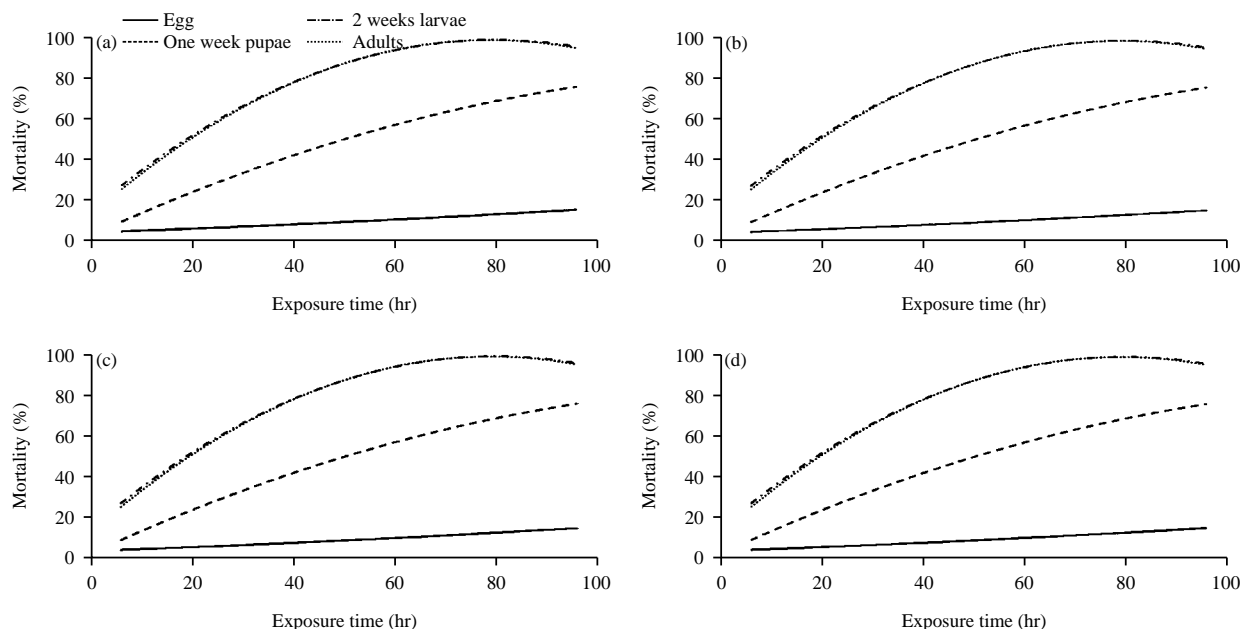 Egg
2 weeks larvae
One week pupae
Adults
(a)
100
80
60
40
20
0
Mortality (%)
0 20 40 60 80 100
Exposure time (hr)
(b)
100
80
60
40
20
0
Mortality (%)
0 20 40 60 80 100
Exposure time (hr)
(c)
100
80
60
40
20
0
Mortality (%)
0 20 40 60 80 100
Exposure time (hr)
(d)
100
80
60
40
20
0
Mortality (%)
0 20 40 60 80 100
Exposure time (hr)